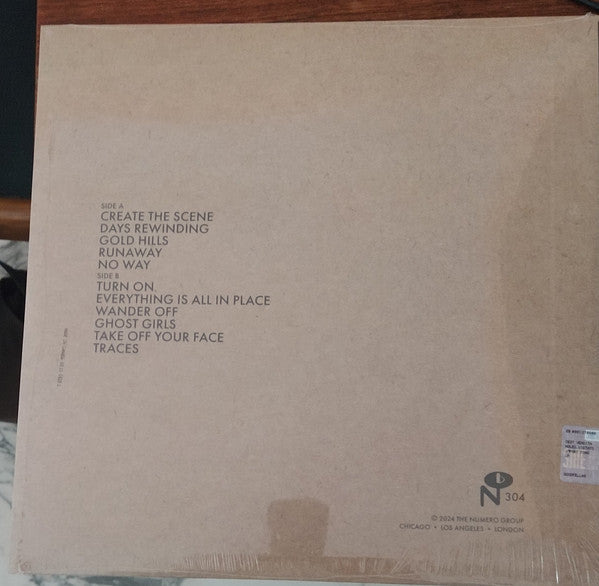 SIDE A
CREATE THE SCENE
DAYS REWINDING
GOLD HILLS
RUNAWAY
NO WAY
SIDE B
TURN ON
EVERYTHING IS ALL IN PLACE
WANDER OFF
GHOST GIRLS
TAKE OFF YOUR FACE
TRACES
N 304
© 2024 THE NUMERO GROUP
CHICAGO • LOS ANGELES • LONDON